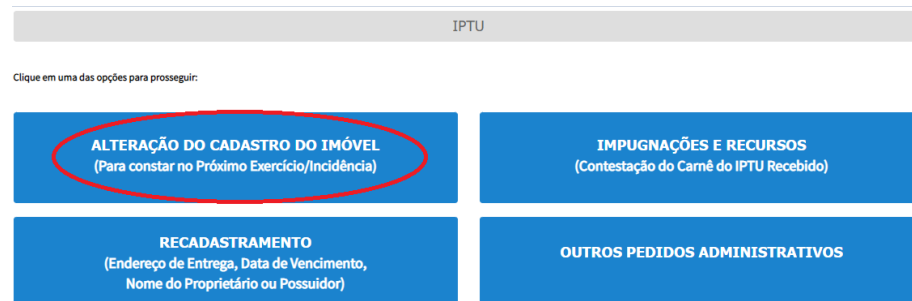 IPTU
Clique em uma das opções para prosseguir:
ALTERAÇÃO DO CADASTRO DO IMÓVEL
(Para constar no Próximo Exercício/Incidência)
IMPUGNAÇÕES E RECURSOS
(Contestação do Carnê do IPTU Recebido)
RECADASTRAMENTO
(Endereço de Entrega, Data de Vencimento,
Nome do Proprietário ou Possuidor)
OUTROS PEDIDOS ADMINISTRATIVOS